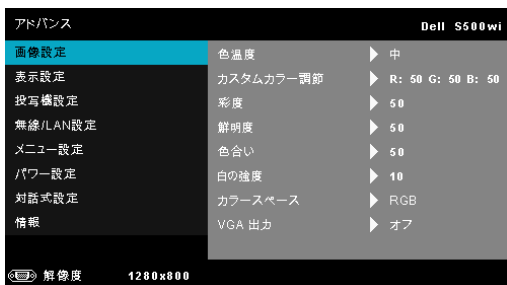 アドバンス Dell S500wi
画像設定 色温度 中
表示設定 カスタムカラー調節 R: 50 G: 50 B: 50
投写機設定 彩度 50
無線/LAN設定 鮮明度 50
メニュー設定 色合い 50
パワー設定 白の強度 10
対話式設定 カラースペース RGB
情報 VGA 出力 オフ
解像度 1280x800